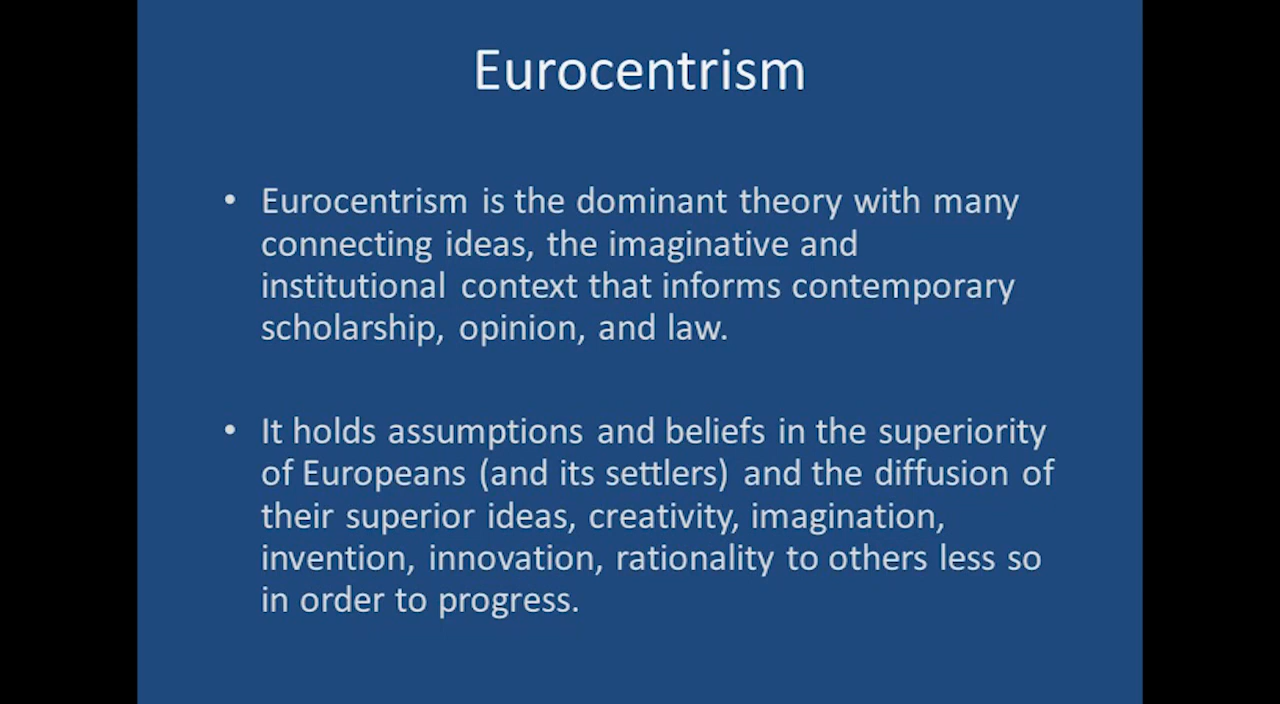 Eurocentrism
• Eurocentrism is the dominant theory with many
connecting ideas, the imaginative and
institutional context that informs contemporary
scholarship, opinion, and law.
• It holds assumptions and beliefs in the superiority
of Europeans (and its settlers) and the diffusion of
their superior ideas, creativity, imagination,
invention, innovation, rationality to others less so
in order to progress.